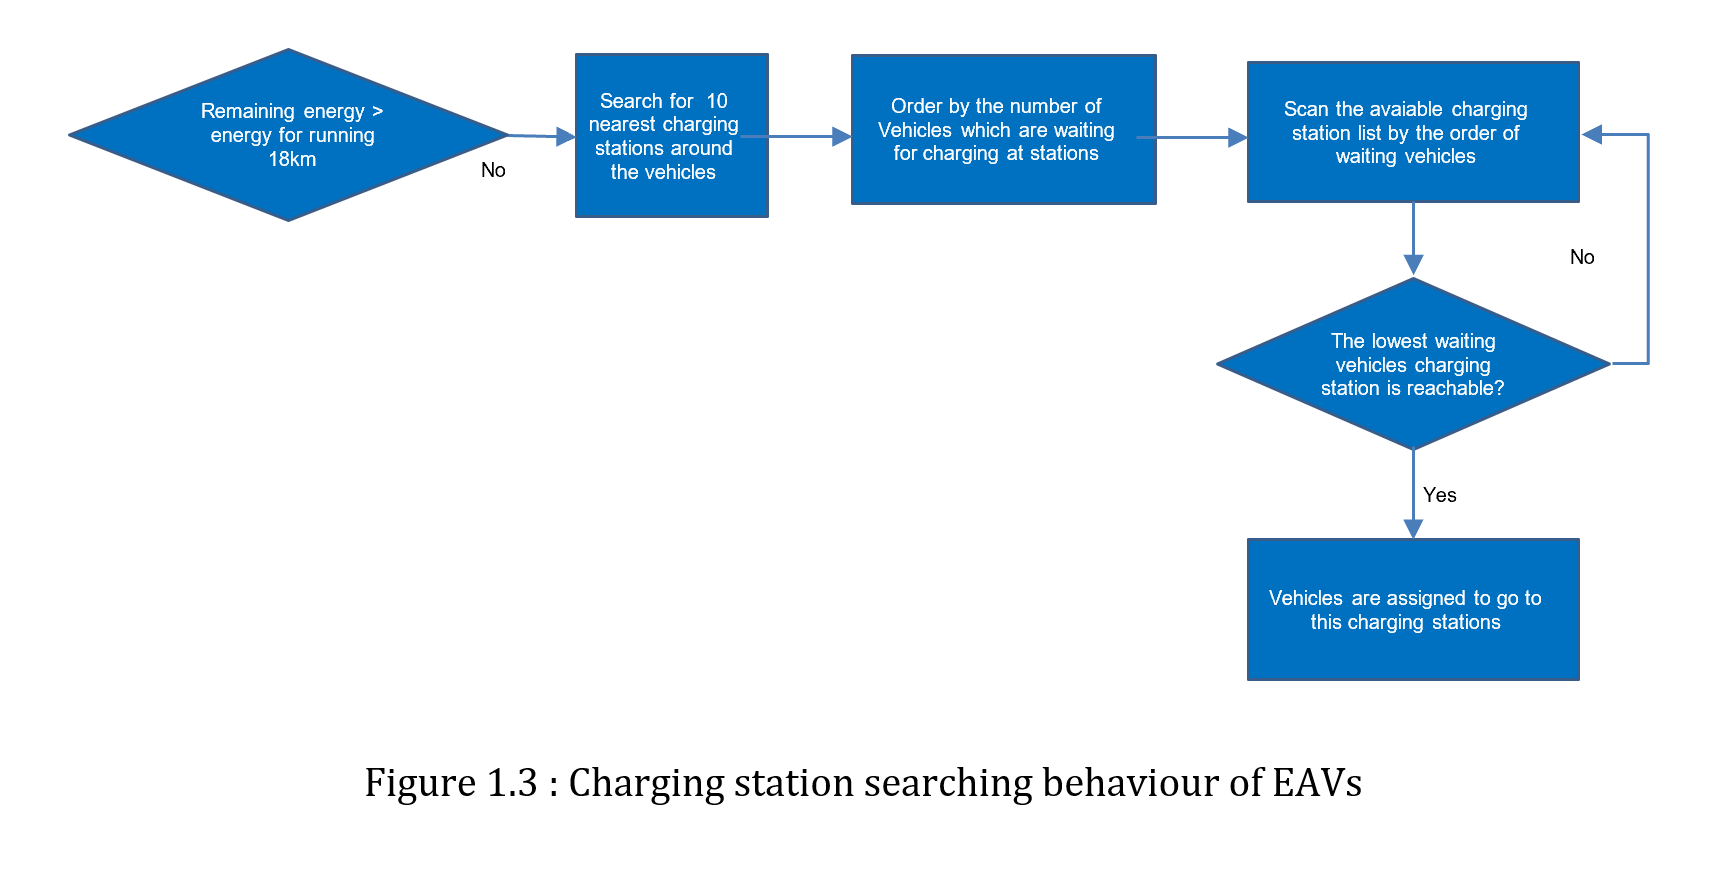 Remaining energy >
energy for running
18km
No
Search for 10
nearest charging
stations around
the vehicles
Order by the number of
Vehicles which are waiting
for charging at stations
Scan the avaiable charging
station list by the order of
waiting vehicles
No
The lowest waiting
vehicles charging
station is reachable?
Yes
Vehicles are assigned to go to
this charging stations
Figure 1.3 : Charging station searching behaviour of EAVs